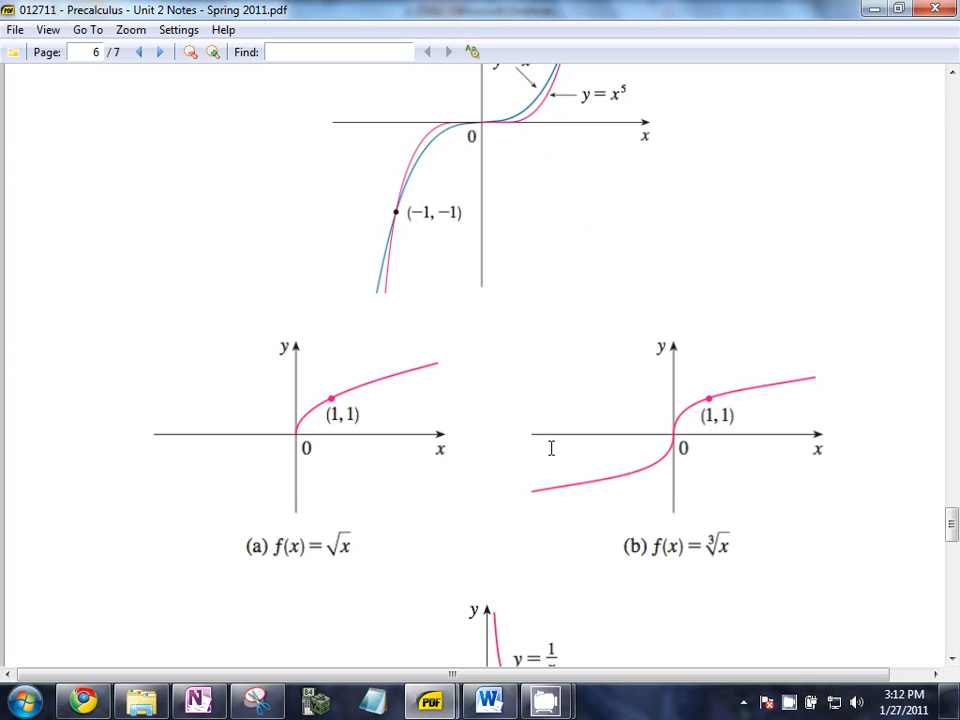 012711 - Precalculus - Unit 2 Notes - Spring 2011.pdf
File View Go To Zoom Settings Help
Page: 6 / 7 Find:
y = x⁵
0
x
(−1, −1)
y
y
(1, 1)
(1, 1)
0
x
0
x
(a) f(x) = √x
(b) f(x) = ∛x
y
y = 1
PDF
W
3:12 PM
1/27/2011